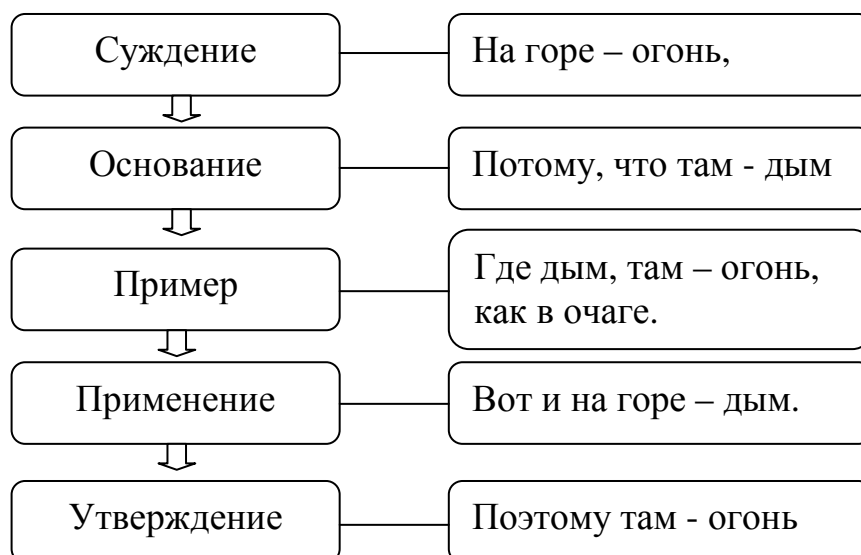 Суждение
На горе – огонь,
Основание
Потому, что там - дым
Пример
Где дым, там – огонь,
как в очаге.
Применение
Вот и на горе – дым.
Утверждение
Поэтому там - огонь